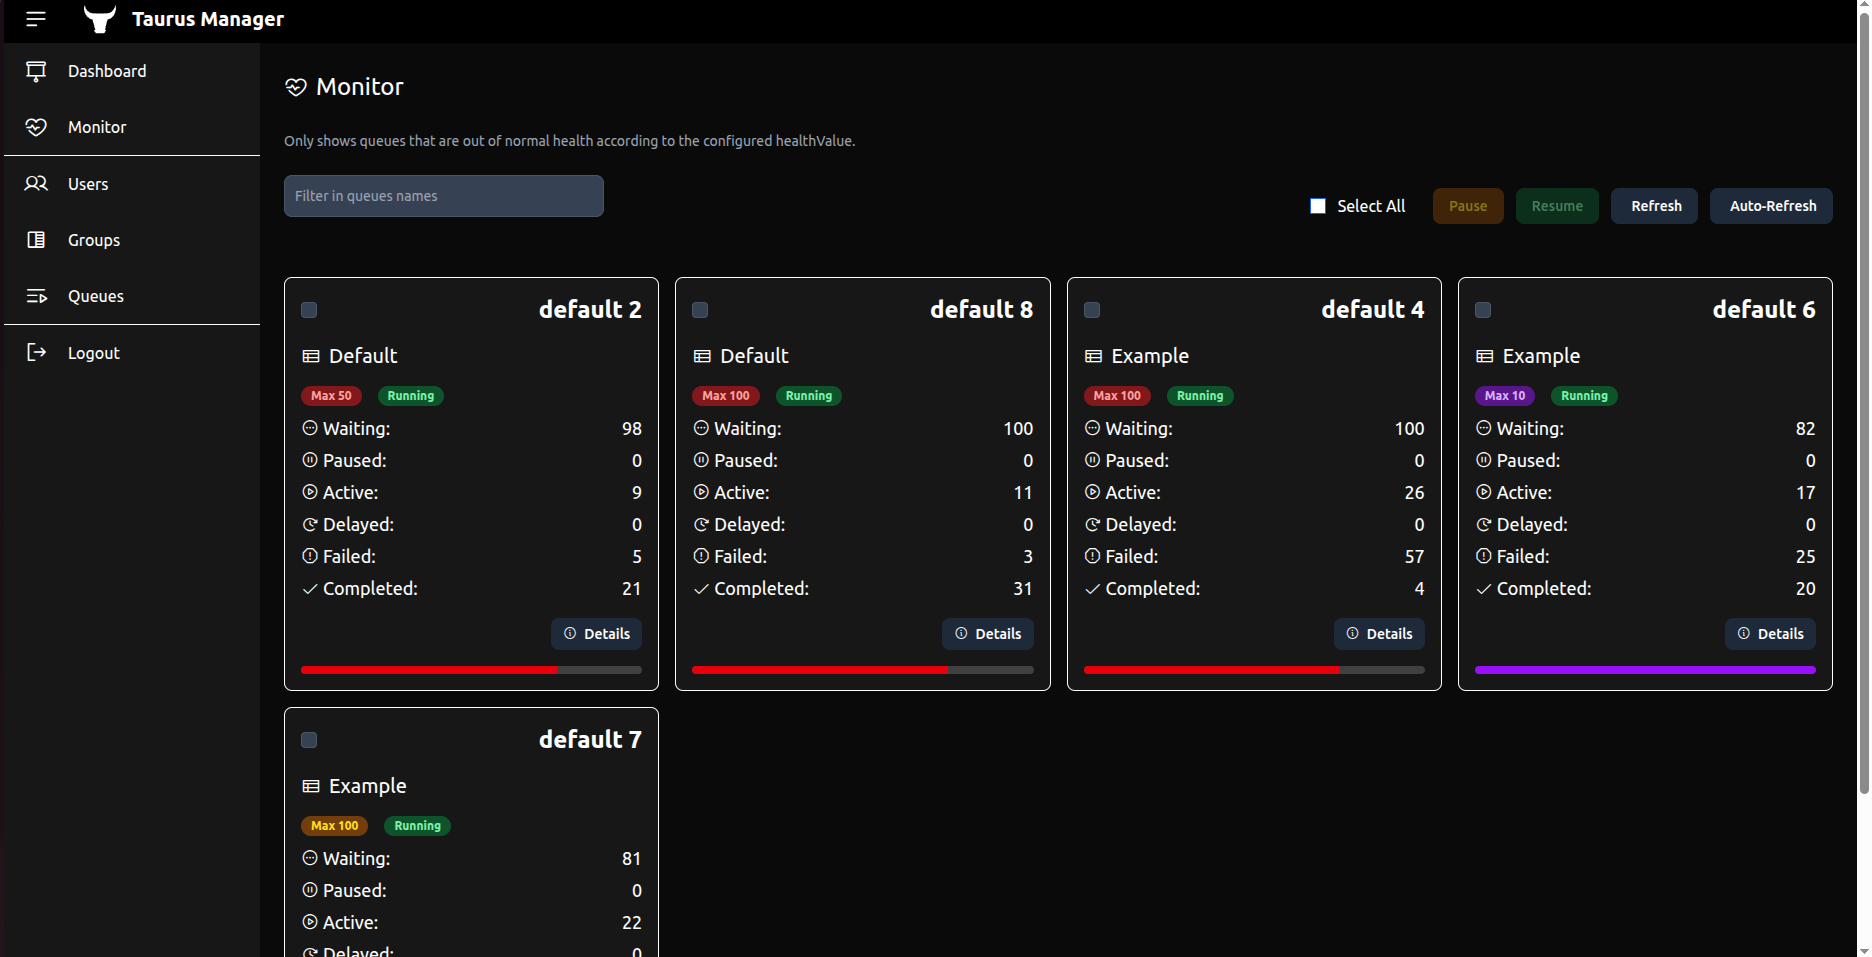 Taurus Manager
Dashboard
Monitor
Users
Groups
Queues
Logout
Monitor
Only shows queues that are out of normal health according to the configured healthValue.
Filter in queues names
Select All
Pause
Resume
Refresh
Auto-Refresh
default 2
Default
Max 50 Running
Waiting: 98
Paused: 0
Active: 9
Delayed: 0
Failed: 5
Completed: 21
Details
default 8
Default
Max 100 Running
Waiting: 100
Paused: 0
Active: 11
Delayed: 0
Failed: 3
Completed: 31
Details
default 4
Example
Max 100 Running
Waiting: 100
Paused: 0
Active: 26
Delayed: 0
Failed: 57
Completed: 4
Details
default 6
Example
Max 10 Running
Waiting: 82
Paused: 0
Active: 17
Delayed: 0
Failed: 25
Completed: 20
Details
default 7
Example
Max 100 Running
Waiting: 81
Paused: 0
Active: 22
Delayed: 0